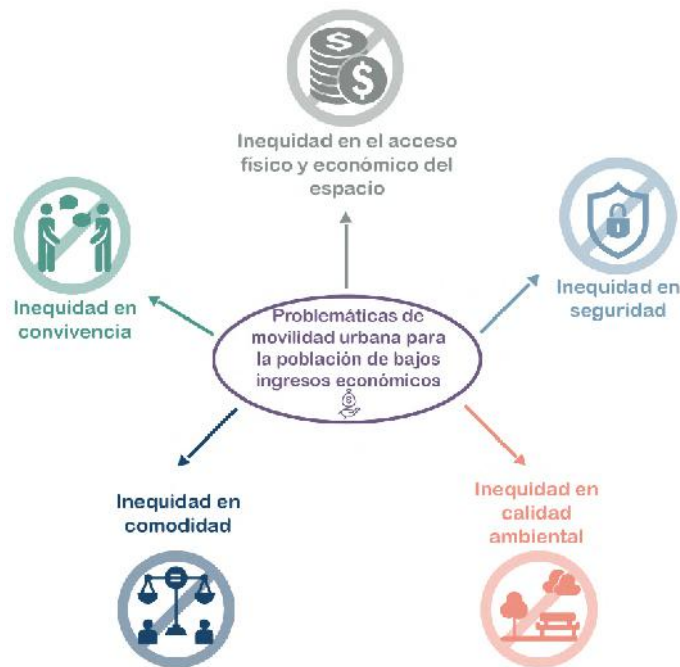 Inequidad en el acceso
físico y económico del
espacio
Inequidad en
convivencia
Inequidad en
seguridad
Problemáticas de
movilidad urbana para
la población de bajos
ingresos económicos
Inequidad en
comodidad
Inequidad en
calidad
ambiental